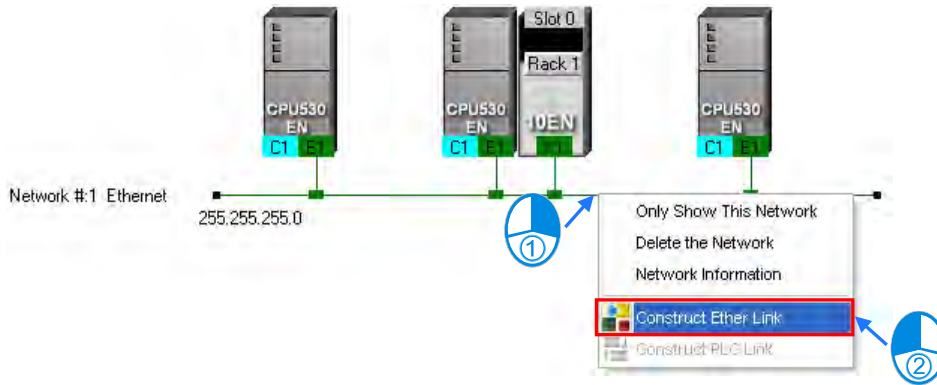 Slot 0
Rack 1
CPU530
EN
C1 E1
CPU530
EN
C1 E1
10EN
CPU530
EN
C1 E1
Network #:1 Ethernet
255.255.255.0
①
Only Show This Network
Delete the Network
Network Information
Construct Ether Link
Construct PLC Link
②